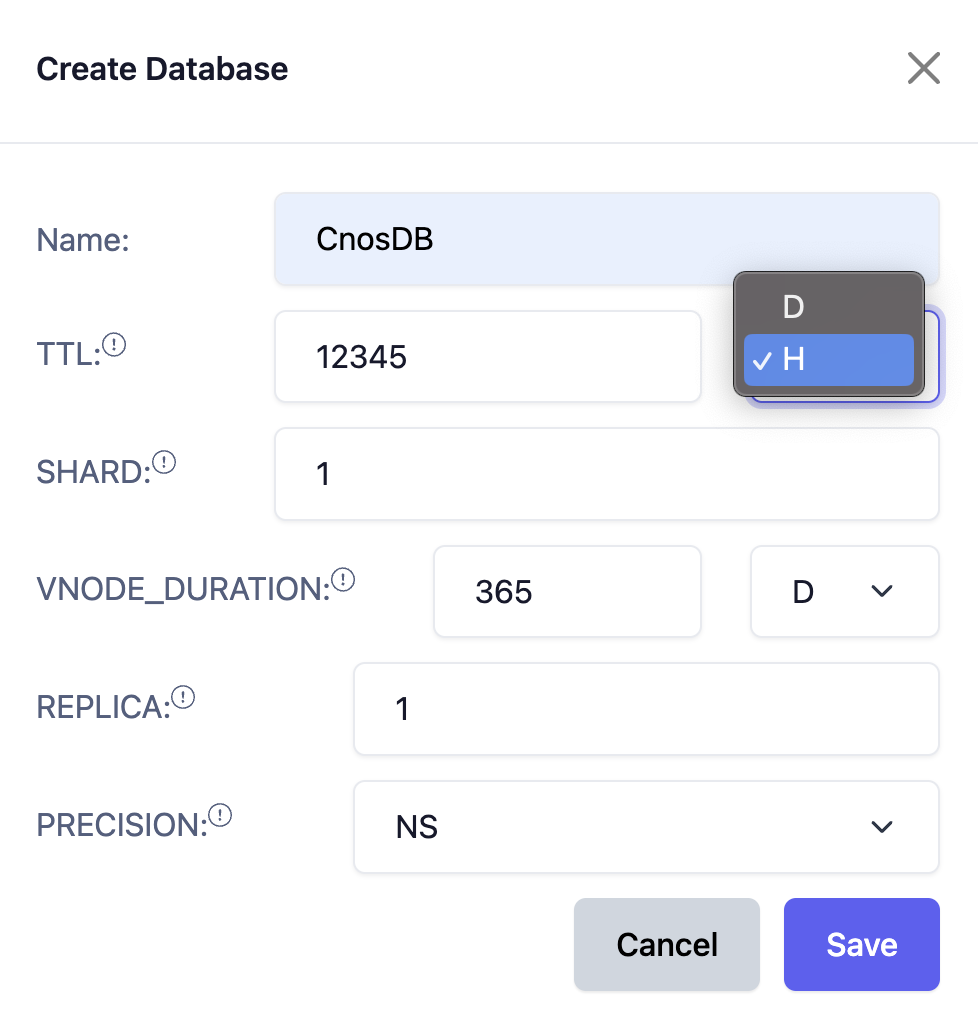 Create Database
Name: CnosDB
TTL: 12345
D
H
SHARD: 1
VNODE_DURATION: 365 D
REPLICA: 1
PRECISION: NS
Cancel Save